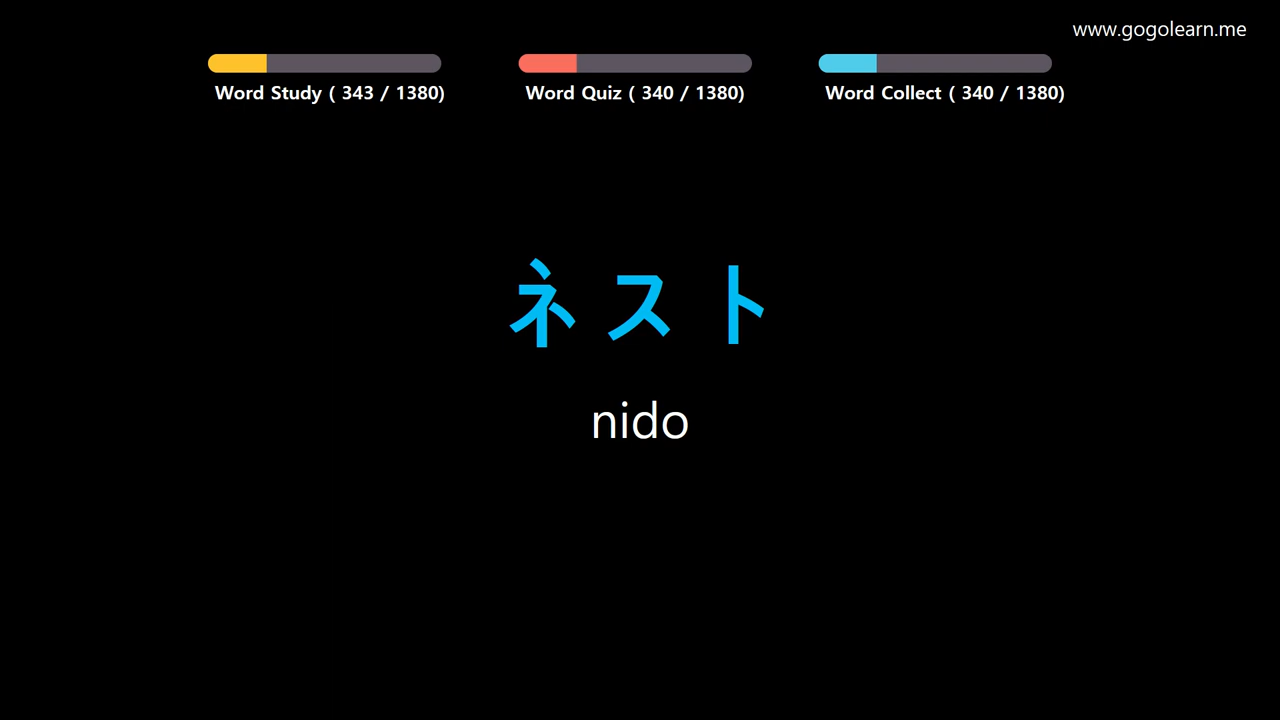 www.gogolearn.me
Word Study ( 343 / 1380)
Word Quiz ( 340 / 1380)
Word Collect ( 340 / 1380)
ネスト
nido